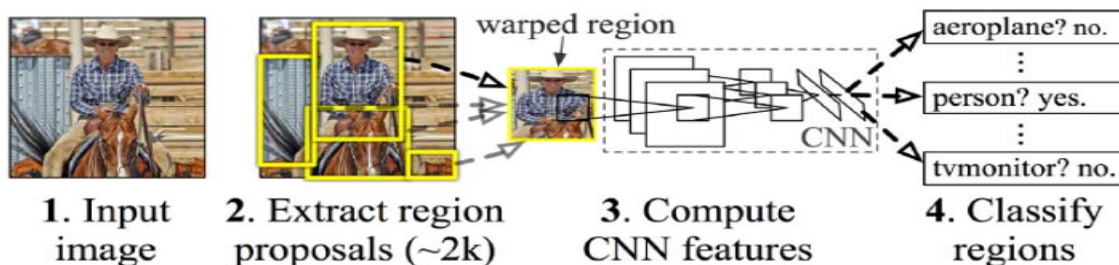 warped region
aeroplane? no.
person? yes.
CNN
tvmonitor? no.
1. Input
image
2. Extract region
proposals (~2k)
3. Compute
CNN features
4. Classify
regions